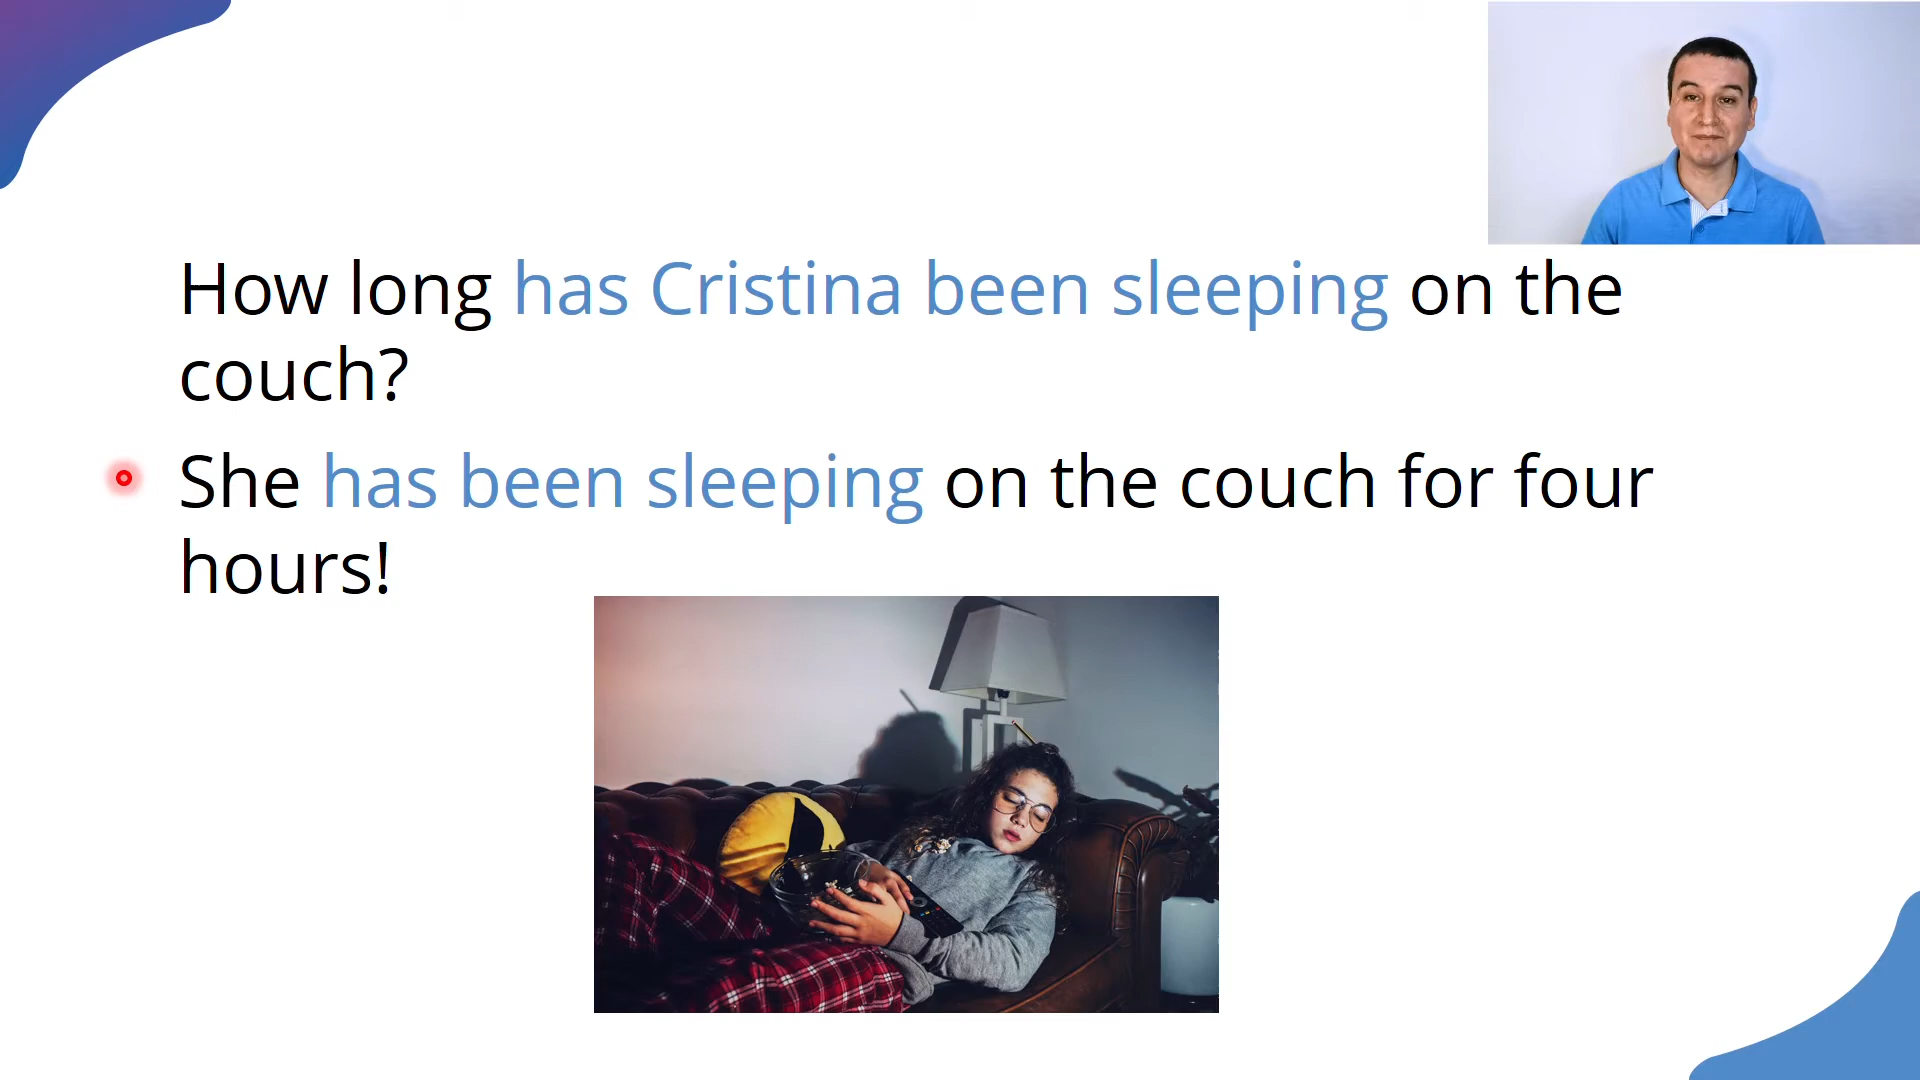 How long has Cristina been sleeping on the
couch?
She has been sleeping on the couch for four
hours!